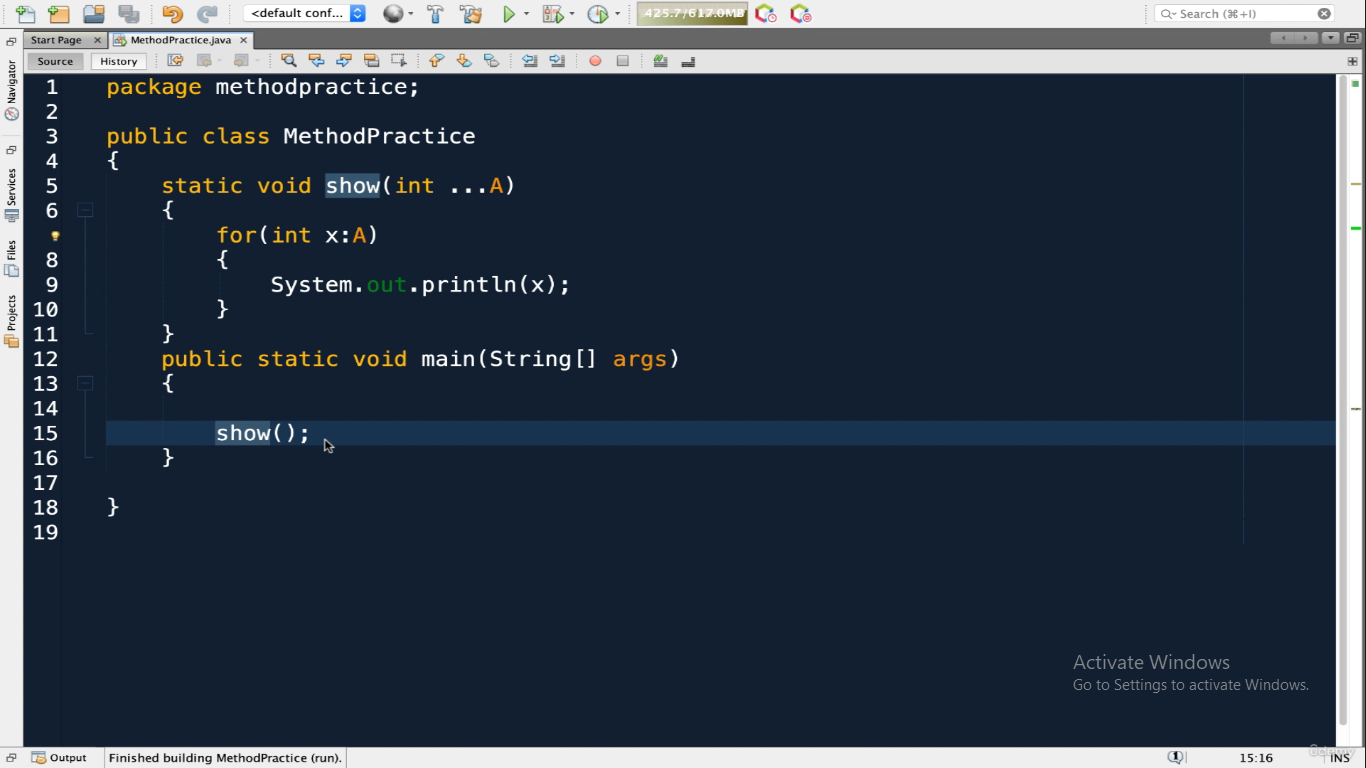 <default conf...
425.7/617.0MB
Search (⌘+I)
Start Page
MethodPractice.java
Source
History
Navigator
Services
Files
Projects
1 package methodpractice;
2
3 public class MethodPractice
4 {
5 static void show(int ...A)
6 {
for(int x:A)
8 {
9 System.out.println(x);
10 }
11 }
12 public static void main(String[] args)
13 {
14
15 show();
16 }
17
18 }
19
Activate Windows
Go to Settings to activate Windows.
Output
Finished building MethodPractice (run).
1
15:16
Udemy
INS